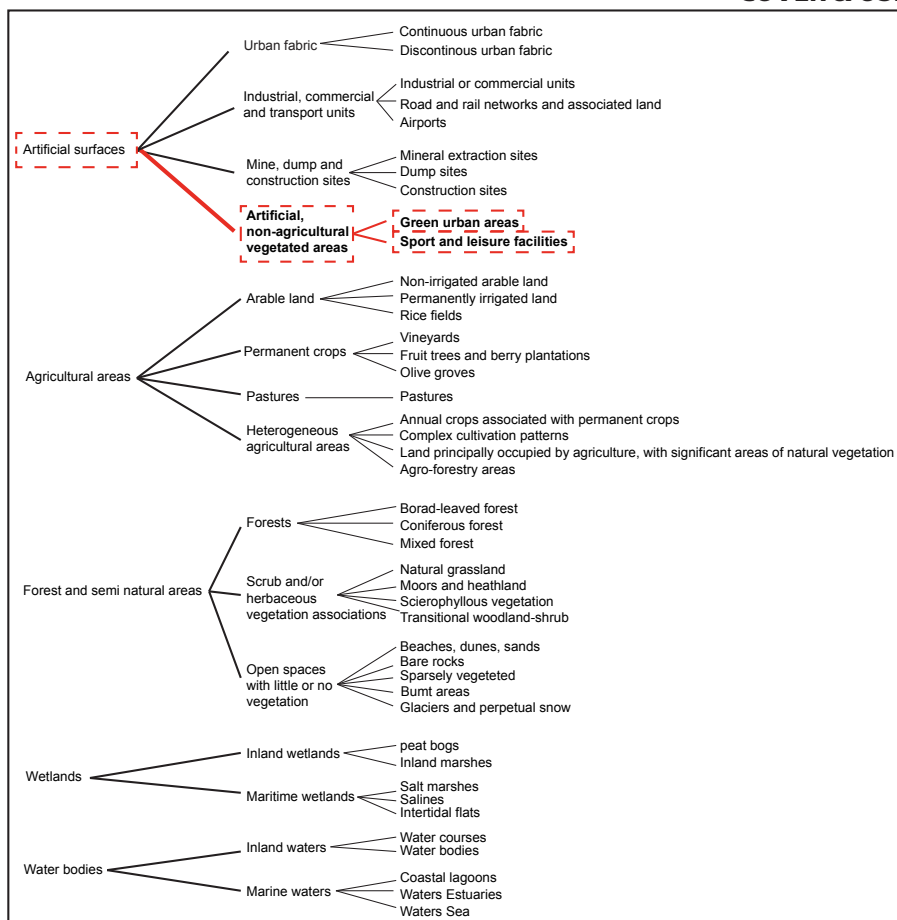 Urban fabric
Continuous urban fabric
Discontinous urban fabric
Industrial, commercial
and transport units
Industrial or commercial units
Road and rail networks and associated land
Airports
Artificial surfaces
Mine, dump and
construction sites
Mineral extraction sites
Dump sites
Construction sites
Artificial,
non-agricultural
vegetated areas
Green urban areas
Sport and leisure facilities
Arable land
Non-irrigated arable land
Permanently irrigated land
Rice fields
Permanent crops
Vineyards
Fruit trees and berry plantations
Olive groves
Agricultural areas
Pastures
Pastures
Heterogeneous
agricultural areas
Annual crops associated with permanent crops
Complex cultivation patterns
Land principally occupied by agriculture, with significant areas of natural vegetation
Agro-forestry areas
Forests
Borad-leaved forest
Coniferous forest
Mixed forest
Forest and semi natural areas
Scrub and/or
herbaceous
vegetation associations
Natural grassland
Moors and heathland
Scierophyllous vegetation
Transitional woodland-shrub
Open spaces
with little or no
vegetation
Beaches, dunes, sands
Bare rocks
Sparsely vegeteted
Bumt areas
Glaciers and perpetual snow
Wetlands
Inland wetlands
peat bogs
Inland marshes
Maritime wetlands
Salt marshes
Salines
Intertidal flats
Water bodies
Inland waters
Water courses
Water bodies
Marine waters
Coastal lagoons
Waters Estuaries
Waters Sea